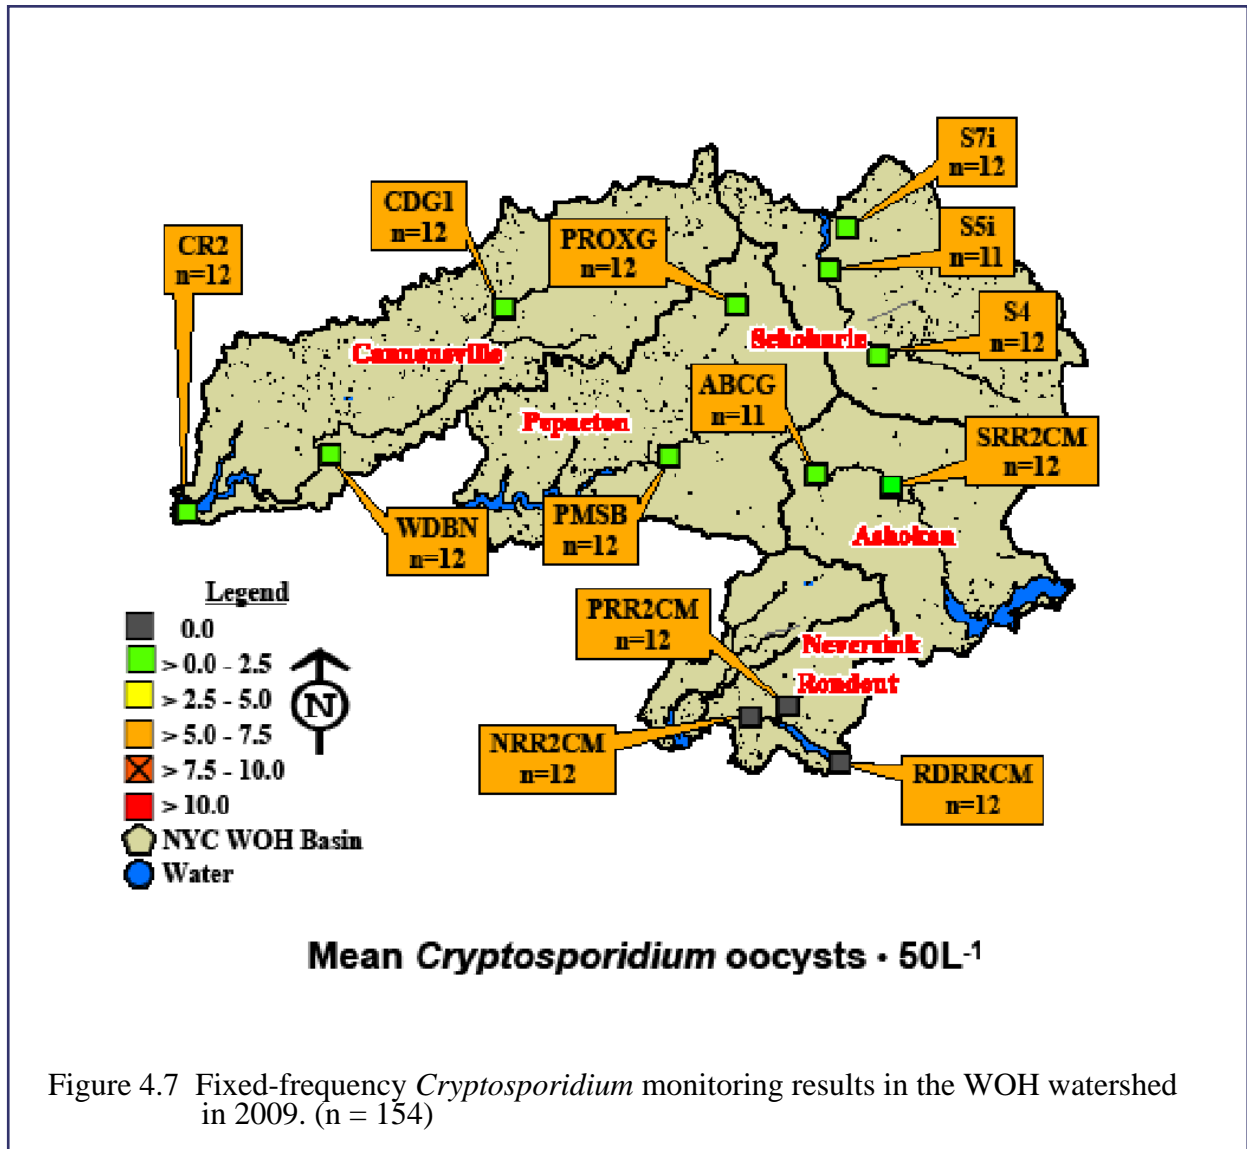 S7i
n=12
CDG1
n=12
S5i
n=11
PROXG
n=12
CR2
n=12
S4
n=12
Schoharie
Cannonsville
ABCG
n=11
Pepacton
SRR2CM
n=12
PMSB
n=12
WDBN
n=12
Ashokan
PRR2CM
n=12
Neversink
Rondout
NRR2CM
n=12
RDRRCM
n=12
Legend
0.0
> 0.0 - 2.5
> 2.5 - 5.0
> 5.0 - 7.5
> 7.5 - 10.0
> 10.0
NYC WOH Basin
Water
N
Mean Cryptosporidium oocysts • 50L-1
Figure 4.7 Fixed-frequency Cryptosporidium monitoring results in the WOH watershed
in 2009. (n = 154)